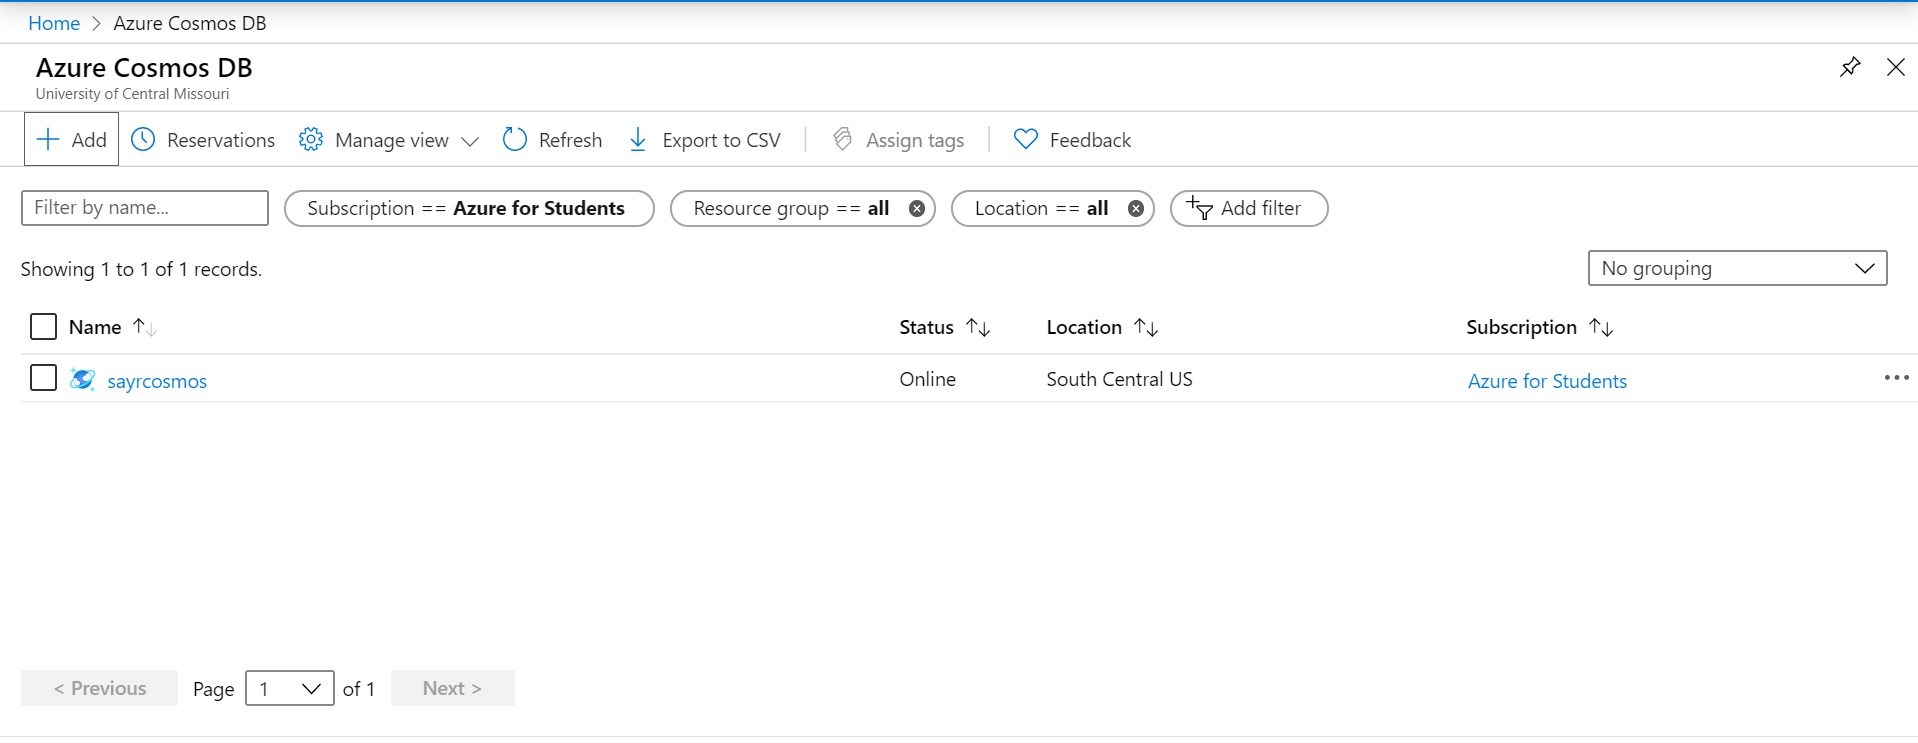 Home > Azure Cosmos DB
Azure Cosmos DB
University of Central Missouri
Add Reservations Manage view Refresh Export to CSV Assign tags Feedback
Filter by name... Subscription == Azure for Students Resource group == all Location == all Add filter
Showing 1 to 1 of 1 records. No grouping
Name Status Location Subscription
sayrcosmos Online South Central US Azure for Students
< Previous Page 1 of 1 Next >